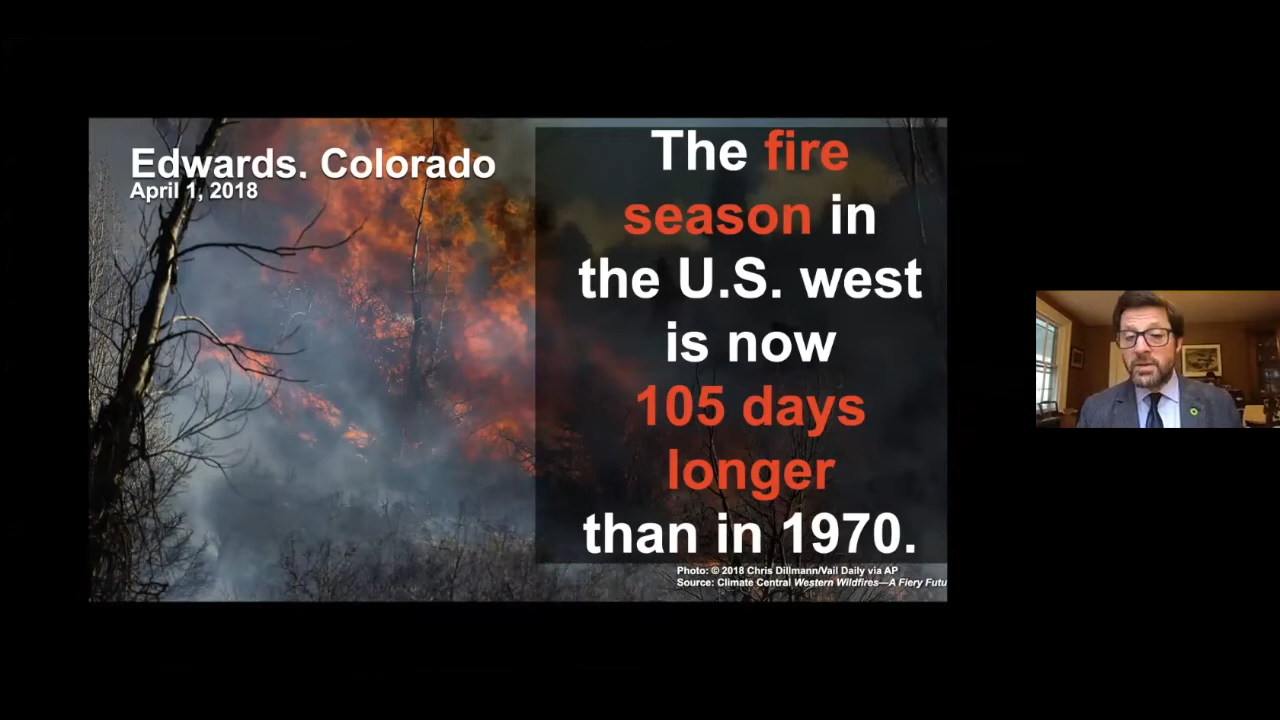 Edwards, Colorado
April 1, 2018
The fire
season in
the U.S. west
is now
105 days
longer
than in 1970.
Photo: © 2018 Chris Dillmann/Vail Daily via AP
Source: Climate Central Western Wildfires—A Fiery Futu